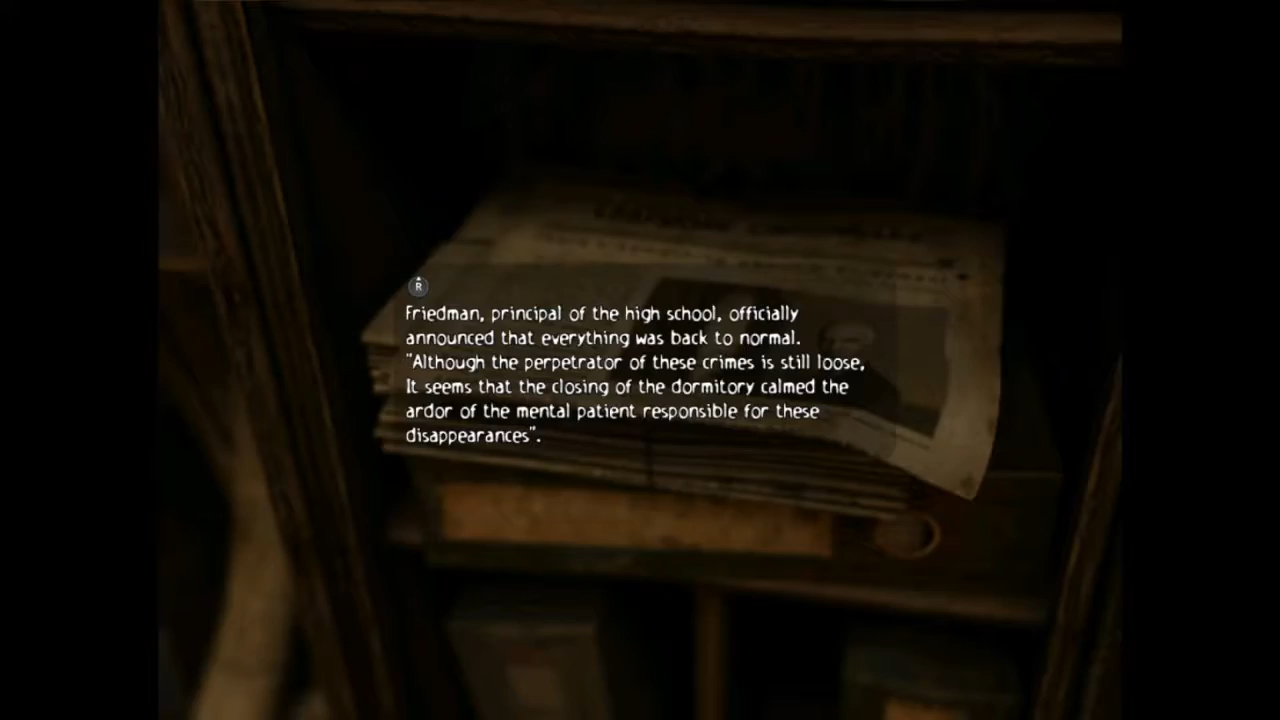 R
Friedman, principal of the high school, officially
announced that everything was back to normal.
"Although the perpetrator of these crimes is still loose,
It seems that the closing of the dormitory calmed the
ardor of the mental patient responsible for these
disappearances".